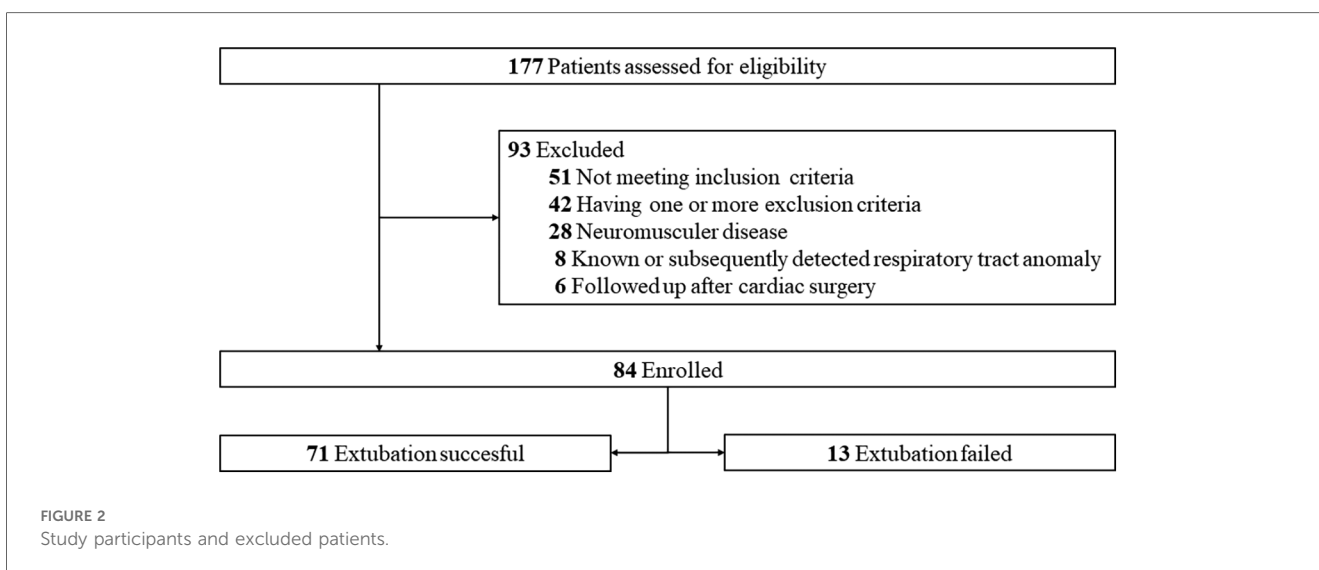 177 Patients assessed for eligibility
93 Excluded
51 Not meeting inclusion criteria
42 Having one or more exclusion criteria
28 Neuromusculer disease
8 Known or subsequently detected respiratory tract anomaly
6 Followed up after cardiac surgery
84 Enrolled
71 Extubation succesful
13 Extubation failed
FIGURE 2
Study participants and excluded patients.